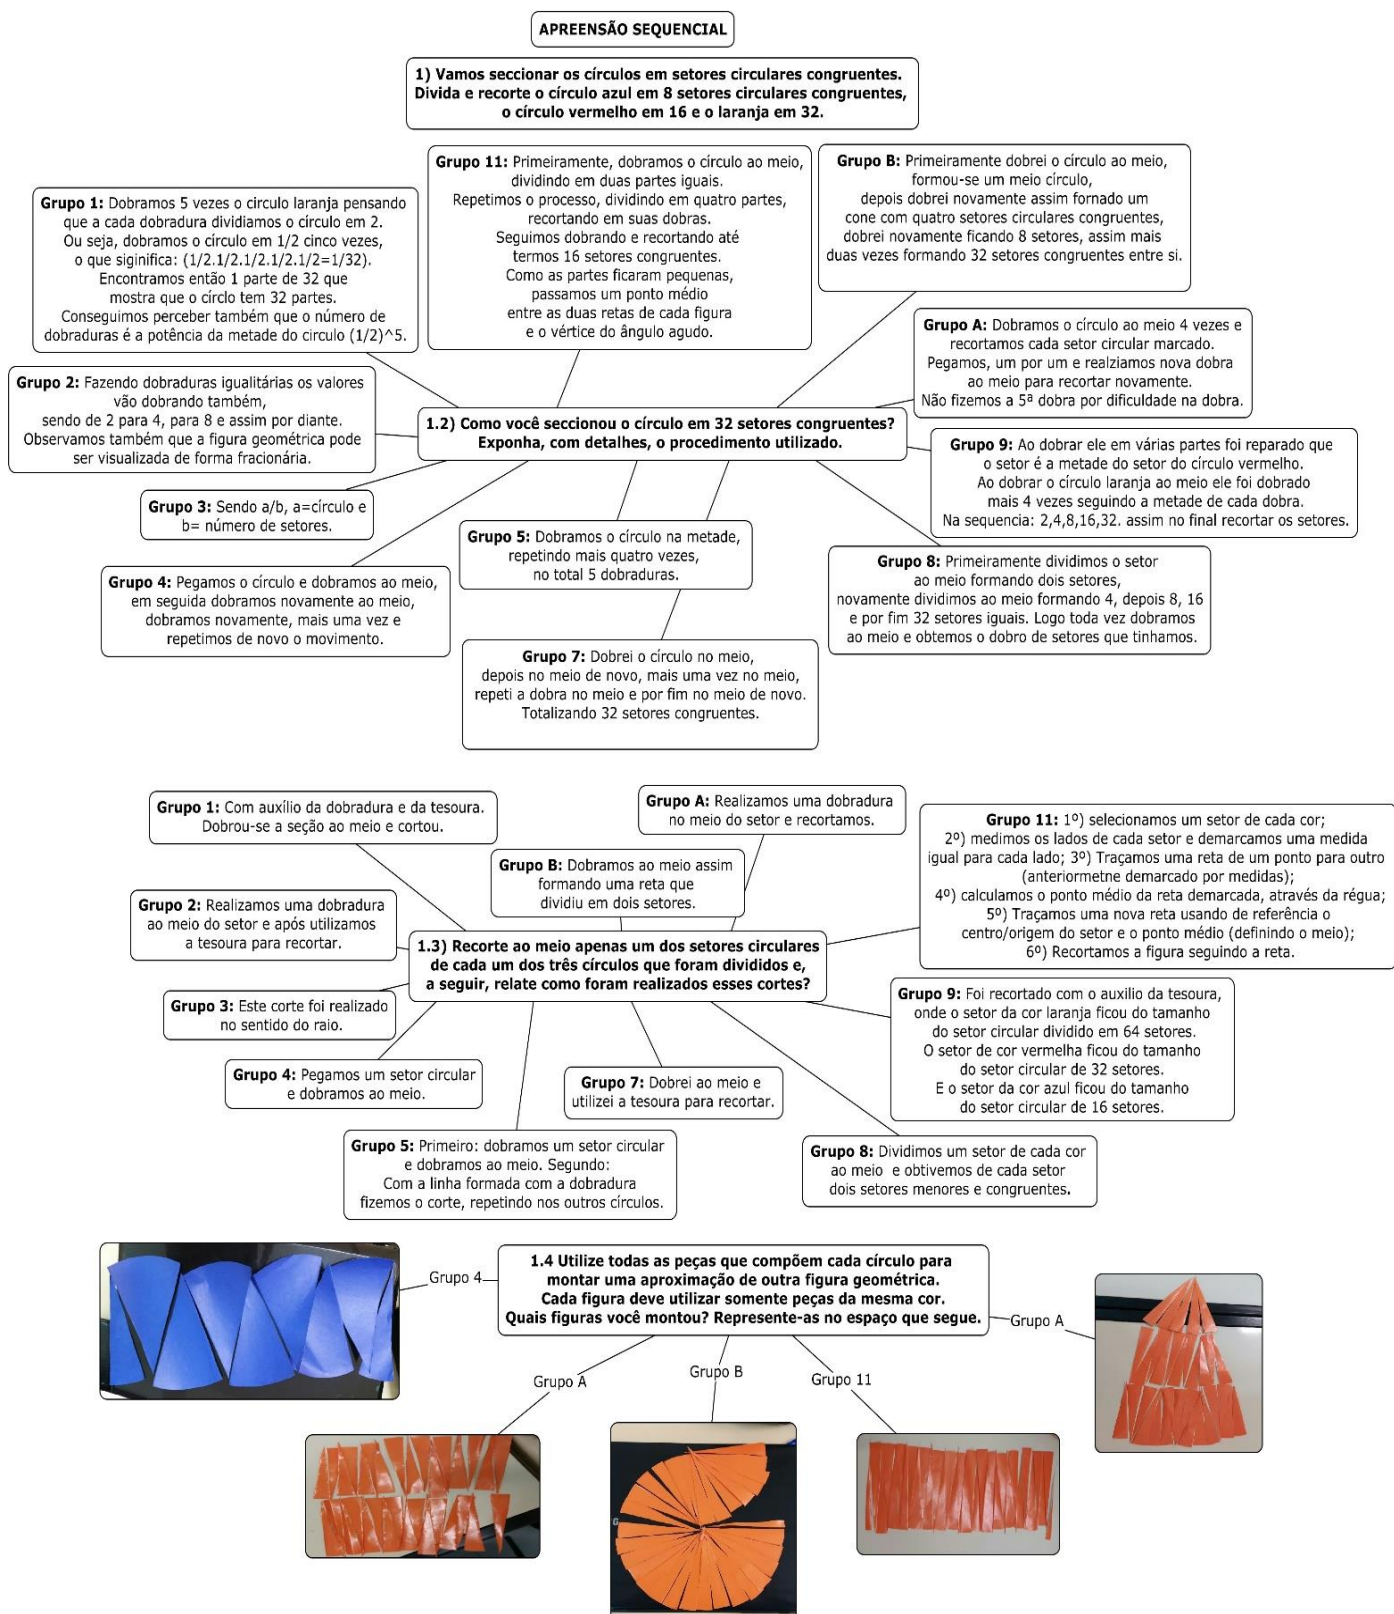 APREENSÃO SEQUENCIAL
1) Vamos seccionar os círculos em setores circulares congruentes.
Divida e recorte o círculo azul em 8 setores circulares congruentes,
o círculo vermelho em 16 e o laranja em 32.
Grupo 1: Dobramos 5 vezes o circulo laranja pensando
que a cada dobradura dividiamos o círculo em 2.
Ou seja, dobramos o círculo em 1/2 cinco vezes,
o que siginifica: (1/2.1/2.1/2.1/2.1/2=1/32).
Encontramos então 1 parte de 32 que
mostra que o círclo tem 32 partes.
Conseguimos perceber também que o número de
dobraduras é a potência da metade do circulo (1/2)^5.
Grupo 11: Primeiramente, dobramos o círculo ao meio,
dividindo em duas partes iguais.
Repetimos o processo, dividindo em quatro partes,
recortando em suas dobras.
Seguimos dobrando e recortando até
termos 16 setores congruentes.
Como as partes ficaram pequenas,
passamos um ponto médio
entre as duas retas de cada figura
e o vértice do ângulo agudo.
Grupo B: Primeiramente dobrei o círculo ao meio,
formou-se um meio círculo,
depois dobrei novamente assim fornado um
cone com quatro setores circulares congruentes,
dobrei novamente ficando 8 setores, assim mais
duas vezes formando 32 setores congruentes entre si.
Grupo A: Dobramos o círculo ao meio 4 vezes e
recortamos cada setor circular marcado.
Pegamos, um por um e realziamos nova dobra
ao meio para recortar novamente.
Não fizemos a 5ª dobra por dificuldade na dobra.
Grupo 2: Fazendo dobraduras igualitárias os valores
vão dobrando também,
sendo de 2 para 4, para 8 e assim por diante.
Observamos também que a figura geométrica pode
ser visualizada de forma fracionária.
1.2) Como você seccionou o círculo em 32 setores congruentes?
Exponha, com detalhes, o procedimento utilizado.
Grupo 9: Ao dobrar ele em várias partes foi reparado que
o setor é a metade do setor do círculo vermelho.
Ao dobrar o círculo laranja ao meio ele foi dobrado
mais 4 vezes seguindo a metade de cada dobra.
Na sequencia: 2,4,8,16,32. assim no final recortar os setores.
Grupo 3: Sendo a/b, a=círculo e
b= número de setores.
Grupo 5: Dobramos o círculo na metade,
repetindo mais quatro vezes,
no total 5 dobraduras.
Grupo 8: Primeiramente dividimos o setor
ao meio formando dois setores,
novamente dividimos ao meio formando 4, depois 8, 16
e por fim 32 setores iguais. Logo toda vez dobramos
ao meio e obtemos o dobro de setores que tinhamos.
Grupo 4: Pegamos o círculo e dobramos ao meio,
em seguida dobramos novamente ao meio,
dobramos novamente, mais uma vez e
repetimos de novo o movimento.
Grupo 7: Dobrei o círculo no meio,
depois no meio de novo, mais uma vez no meio,
repeti a dobra no meio e por fim no meio de novo.
Totalizando 32 setores congruentes.
Grupo 1: Com auxílio da dobradura e da tesoura.
Dobrou-se a seção ao meio e cortou.
Grupo A: Realizamos uma dobradura
no meio do setor e recortamos.
Grupo 11: 1º) selecionamos um setor de cada cor;
2º) medimos os lados de cada setor e demarcamos uma medida
igual para cada lado; 3º) Traçamos uma reta de um ponto para outro
(anteriormetne demarcado por medidas);
4º) calculamos o ponto médio da reta demarcada, através da régua;
5º) Traçamos uma nova reta usando de referência o
centro/origem do setor e o ponto médio (definindo o meio);
6º) Recortamos a figura seguindo a reta.
Grupo B: Dobramos ao meio assim
formando uma reta que
dividiu em dois setores.
Grupo 2: Realizamos uma dobradura
ao meio do setor e após utilizamos
a tesoura para recortar.
1.3) Recorte ao meio apenas um dos setores circulares
de cada um dos três círculos que foram divididos e,
a seguir, relate como foram realizados esses cortes?
Grupo 3: Este corte foi realizado
no sentido do raio.
Grupo 9: Foi recortado com o auxilio da tesoura,
onde o setor da cor laranja ficou do tamanho
do setor circular dividido em 64 setores.
O setor de cor vermelha ficou do tamanho
do setor circular de 32 setores.
E o setor da cor azul ficou do tamanho
do setor circular de 16 setores.
Grupo 4: Pegamos um setor circular
e dobramos ao meio.
Grupo 7: Dobrei ao meio e
utilizei a tesoura para recortar.
Grupo 5: Primeiro: dobramos um setor circular
e dobramos ao meio. Segundo:
Com a linha formada com a dobradura
fizemos o corte, repetindo nos outros círculos.
Grupo 8: Dividimos um setor de cada cor
ao meio e obtivemos de cada setor
dois setores menores e congruentes.
1.4 Utilize todas as peças que compõem cada círculo para
montar uma aproximação de outra figura geométrica.
Cada figura deve utilizar somente peças da mesma cor.
Quais figuras você montou? Represente-as no espaço que segue.
Grupo 4
Grupo A
Grupo A
Grupo B
Grupo 11